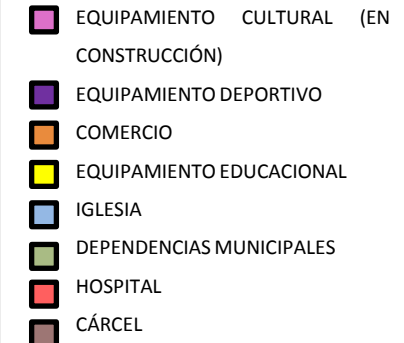 EQUIPAMIENTO CULTURAL (EN
CONSTRUCCIÓN)
EQUIPAMIENTO DEPORTIVO
COMERCIO
EQUIPAMIENTO EDUCACIONAL
IGLESIA
DEPENDENCIAS MUNICIPALES
HOSPITAL
CÁRCEL